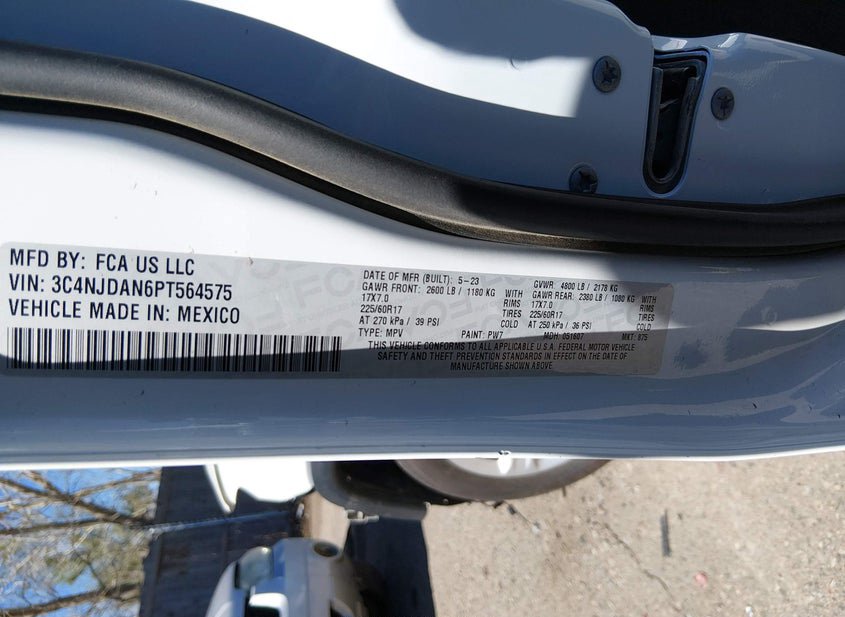 MFD BY: FCA US LLC
VIN: 3C4NJDAN6PT564575
VEHICLE MADE IN: MEXICO
DATE OF MFR (BUILT): 5-23
GAWR FRONT: 2600 LB / 1180 KG WITH
17X7.0 RIMS
225/60R17 TIRES
AT 270 kPa / 39 PSI COLD
GVWR: 4800 LB / 2178 KG
GAWR REAR: 2380 LB / 1080 KG WITH
17X7.0 RIMS
225/60R17 TIRES
AT 250 kPa / 36 PSI COLD
TYPE: MPV PAINT: PW7 MDH: 051607 MKT: 875
THIS VEHICLE CONFORMS TO ALL APPLICABLE U.S.A. FEDERAL MOTOR VEHICLE
SAFETY AND THEFT PREVENTION STANDARDS IN EFFECT ON THE DATE OF
MANUFACTURE SHOWN ABOVE